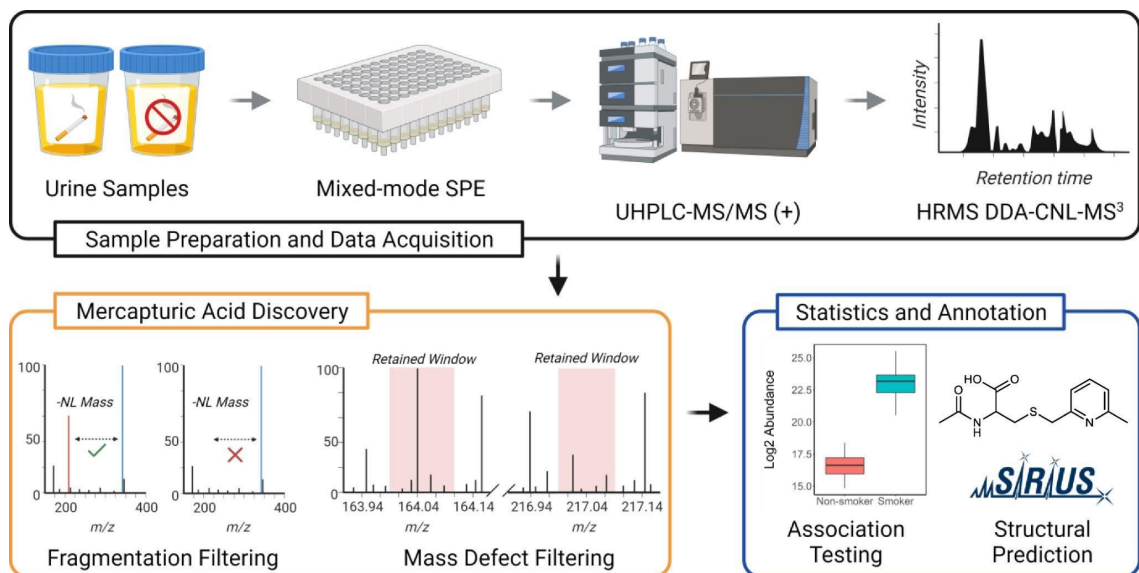 Urine Samples
Mixed-mode SPE
UHPLC-MS/MS (+)
Intensity
Retention time
HRMS DDA-CNL-MS³
Sample Preparation and Data Acquisition
Mercapturic Acid Discovery
100
50
0
-NL Mass
200
400
m/z
100
50
0
-NL Mass
200
400
m/z
Fragmentation Filtering
Retained Window
Retained Window
100
50
0
163.94
164.04
164.14
216.94
217.04
217.14
m/z
m/z
Mass Defect Filtering
Statistics and Annotation
Log2 Abundance
25.0
22.5
20.0
17.5
15.0
Non-smoker
Smoker
Association
Testing
HO
O
O
N
H
S
N
SIRIUS
Structural
Prediction